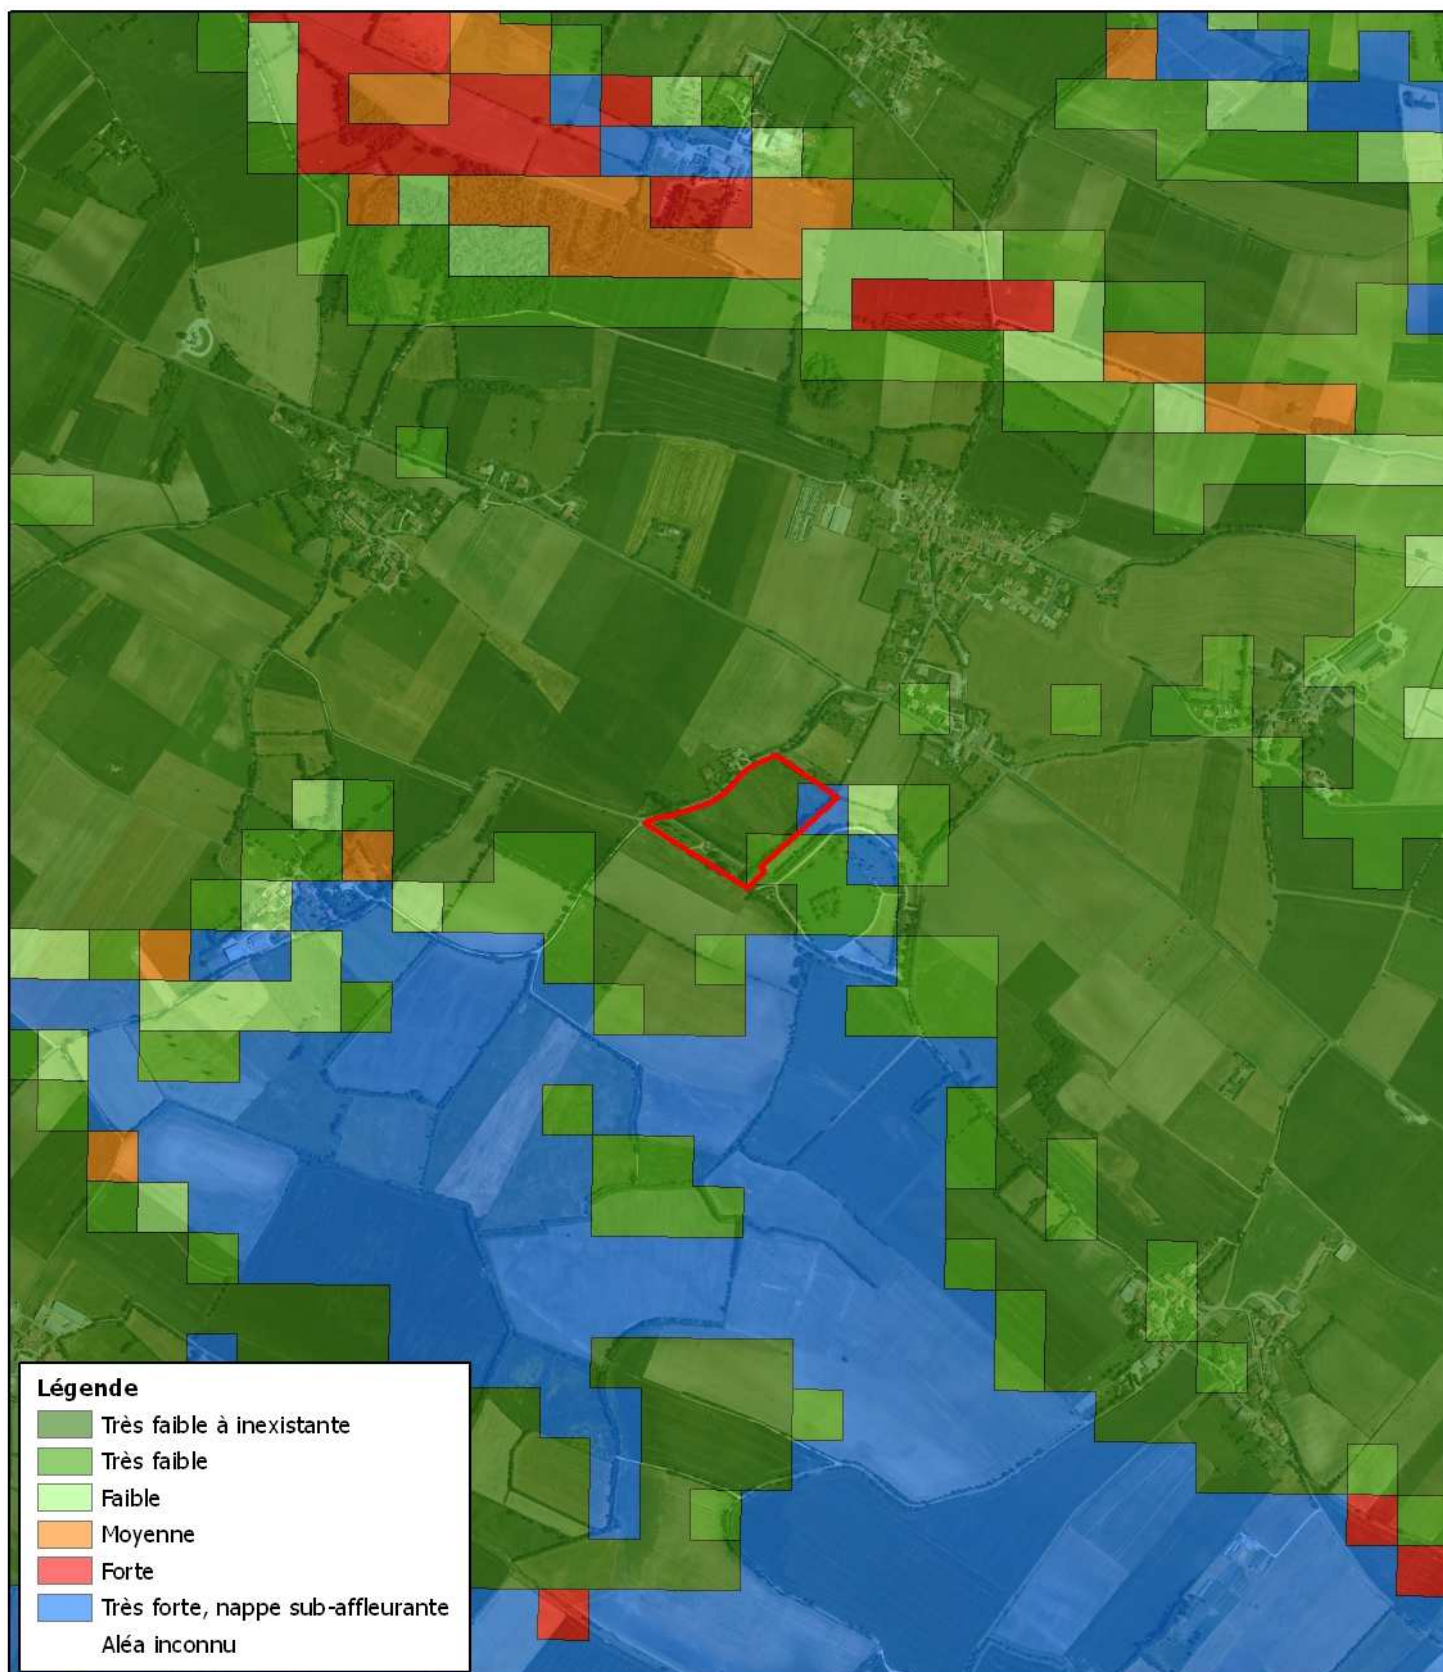 Légende
Très faible à inexistante
Très faible
Faible
Moyenne
Forte
Très forte, nappe sub-affleurante
Aléa inconnu